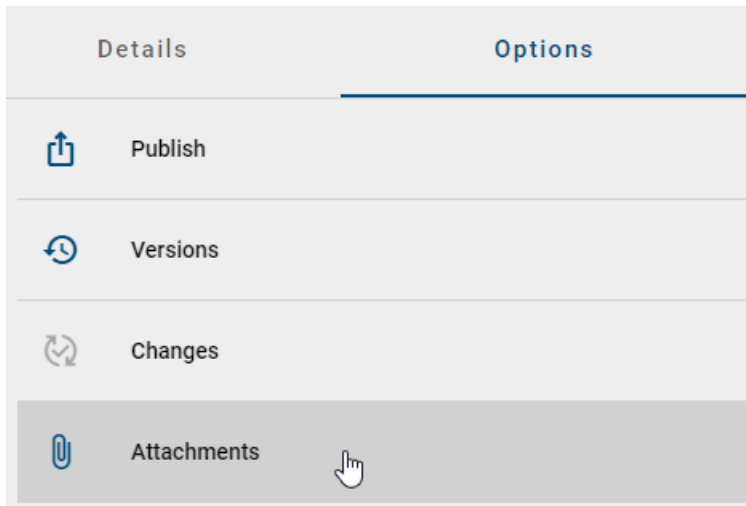 Details Options
Publish
Versions
Changes
Attachments